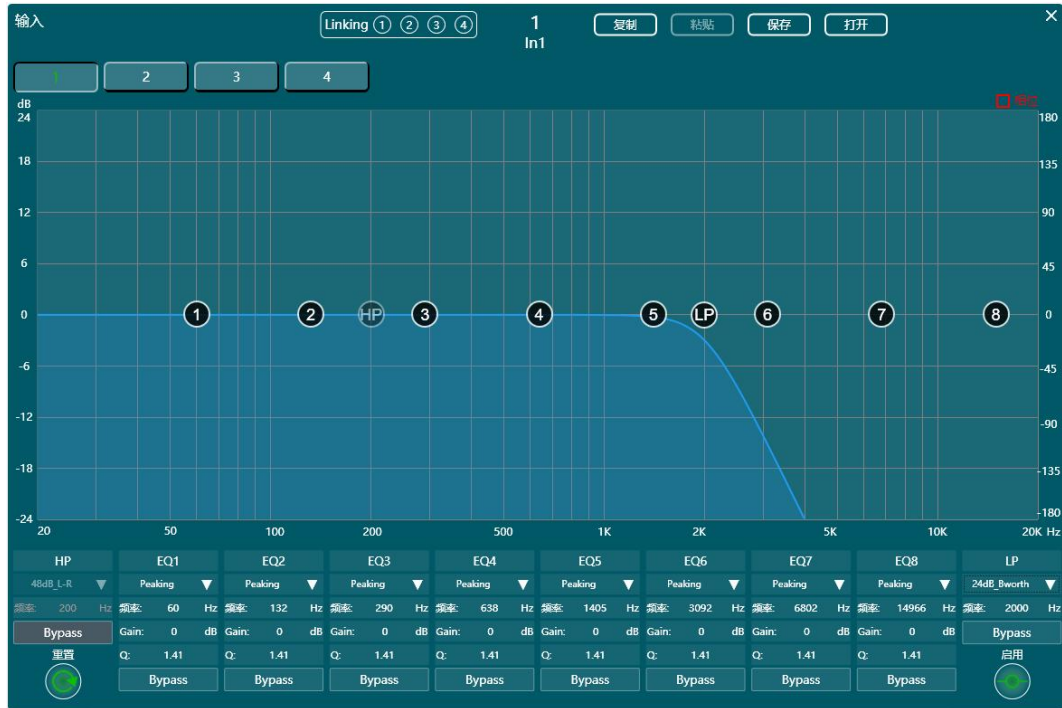 输入
Linking 1 2 3 4
1
In1
复制 粘贴 保存 打开
×
1 2 3 4
dB
相位
24 180
18 135
12 90
6 45
0 1 2 HP 3 4 5 LP 6 7 8 0
-6 -45
-12 -90
-18 -135
-24 -180
20 50 100 200 500 1K 2K 5K 10K 20K Hz
HP EQ1 EQ2 EQ3 EQ4 EQ5 EQ6 EQ7 EQ8 LP
48dB_L-R Peaking Peaking Peaking Peaking Peaking Peaking Peaking Peaking 24dB_Bworth
频率: 200 Hz 频率: 60 Hz 频率: 132 Hz 频率: 290 Hz 频率: 638 Hz 频率: 1405 Hz 频率: 3092 Hz 频率: 6802 Hz 频率: 14966 Hz 频率: 2000 Hz
Bypass Gain: 0 dB Gain: 0 dB Gain: 0 dB Gain: 0 dB Gain: 0 dB Gain: 0 dB Gain: 0 dB Gain: 0 dB Bypass
重置 Q: 1.41 Q: 1.41 Q: 1.41 Q: 1.41 Q: 1.41 Q: 1.41 Q: 1.41 Q: 1.41 启用
Bypass Bypass Bypass Bypass Bypass Bypass Bypass Bypass